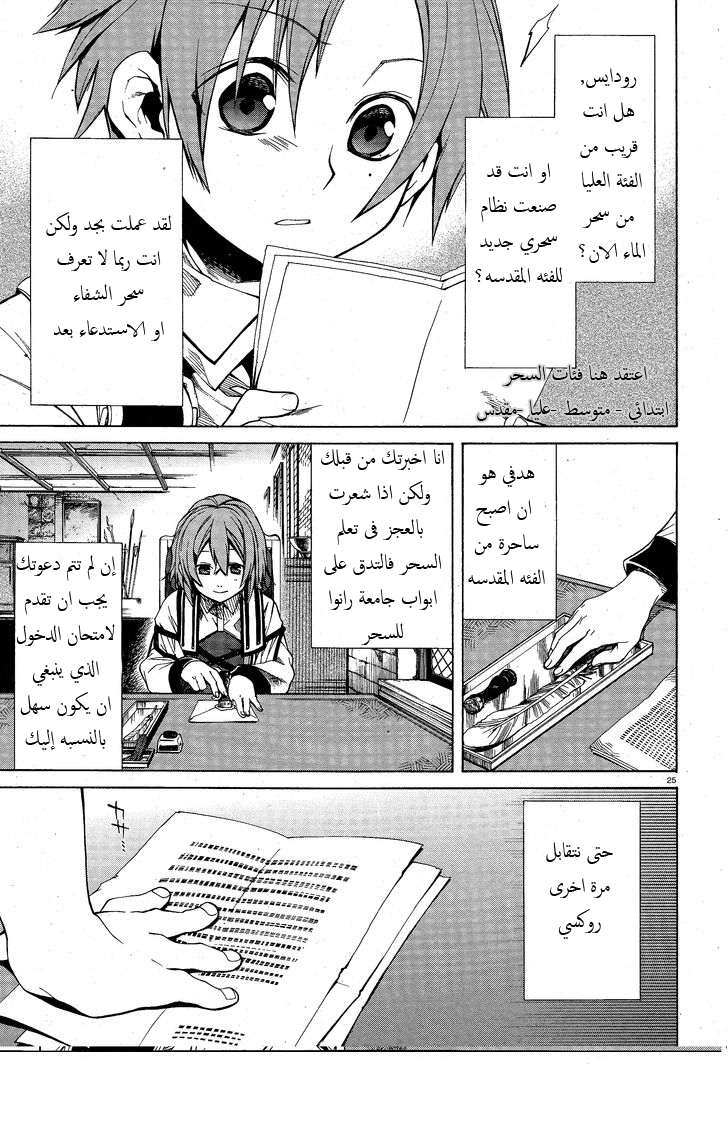 رودايس,
هل انت
قريب من
الفئة العليا
من سحر
الماء الان؟
او انت قد
صنعت نظام
سحري جديد
للفئه المقدسه؟
لقد عملت بجد ولكن
انت ربما لا تعرف
سحر الشفاء
او الاستدعاء بعد
اعتقد هنا فئات السحر
ابتدائي - متوسط -عليا -مقدس
هدفي هو
ان اصبح
ساحرة من
الفئه المقدسه
انا اخبرتك من قبلك
ولكن اذا شعرت
بالعجز فى تعلم
السحر فالتدق على
ابواب جامعة رانوا
للسحر
إن لم تتم دعوتك
يجب ان تقدم
لامتحان الدخول
الذي ينبغي
ان يكون سهل
بالنسبه إليك
25
حتى نتقابل
مرة اخرى
روكسي